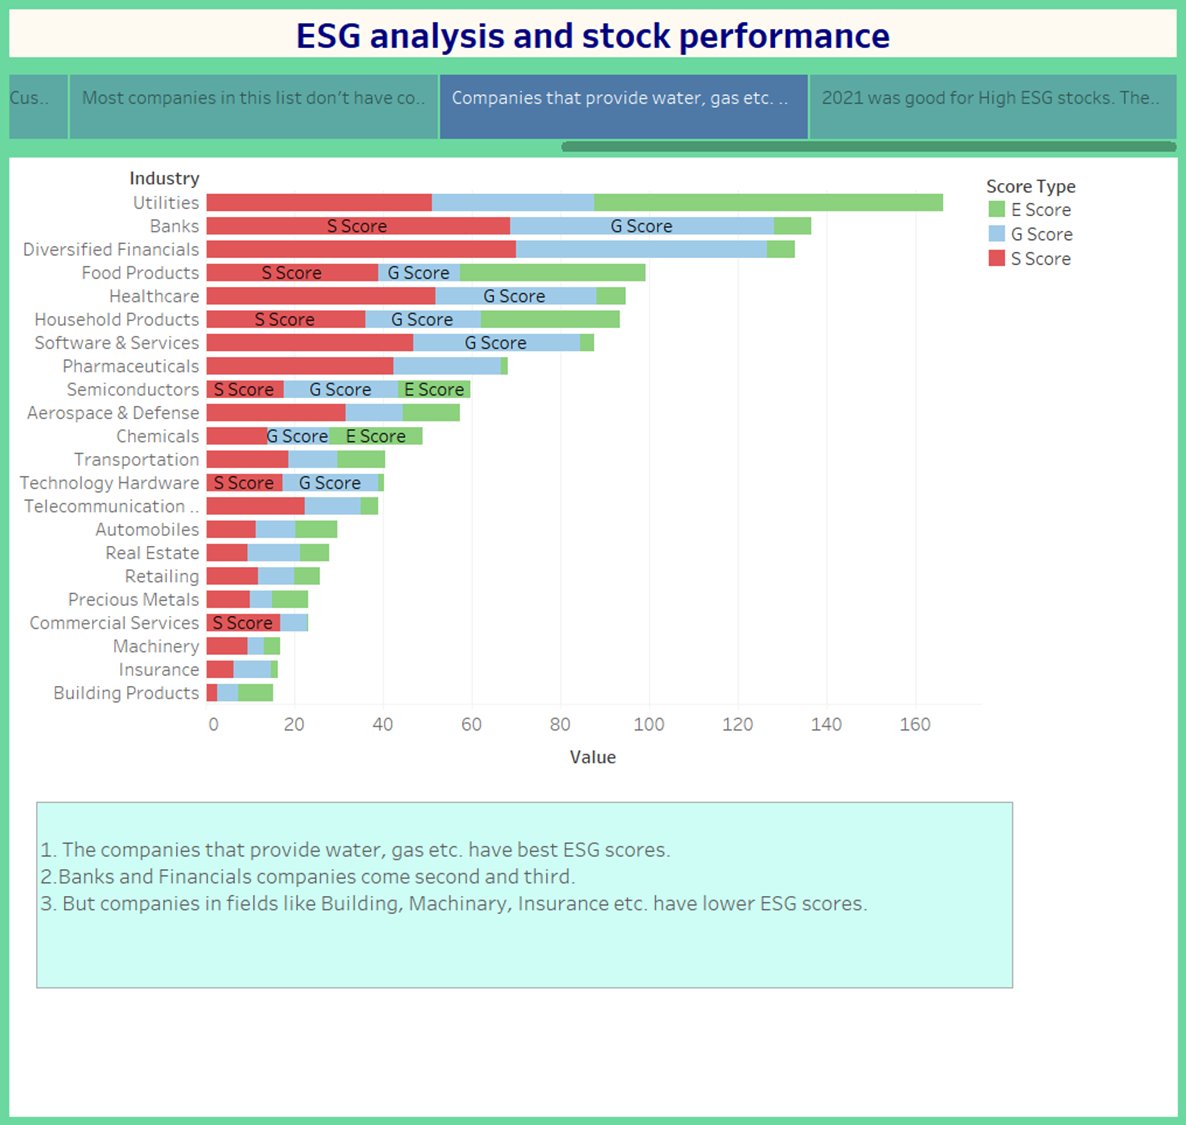 ESG analysis and stock performance
Cus..
Most companies in this list don't have co..
Companies that provide water, gas etc. ..
2021 was good for High ESG stocks. The..
Industry
Utilities
Banks S Score G Score
Diversified Financials
Food Products S Score G Score
Healthcare G Score
Household Products S Score G Score
Software & Services G Score
Pharmaceuticals
Semiconductors S Score G Score E Score
Aerospace & Defense
Chemicals G Score E Score
Transportation
Technology Hardware S Score G Score
Telecommunication ..
Automobiles
Real Estate
Retailing
Precious Metals
Commercial Services S Score
Machinery
Insurance
Building Products
0 20 40 60 80 100 120 140 160
Value
Score Type
E Score
G Score
S Score
1. The companies that provide water, gas etc. have best ESG scores.
2.Banks and Financials companies come second and third.
3. But companies in fields like Building, Machinary, Insurance etc. have lower ESG scores.